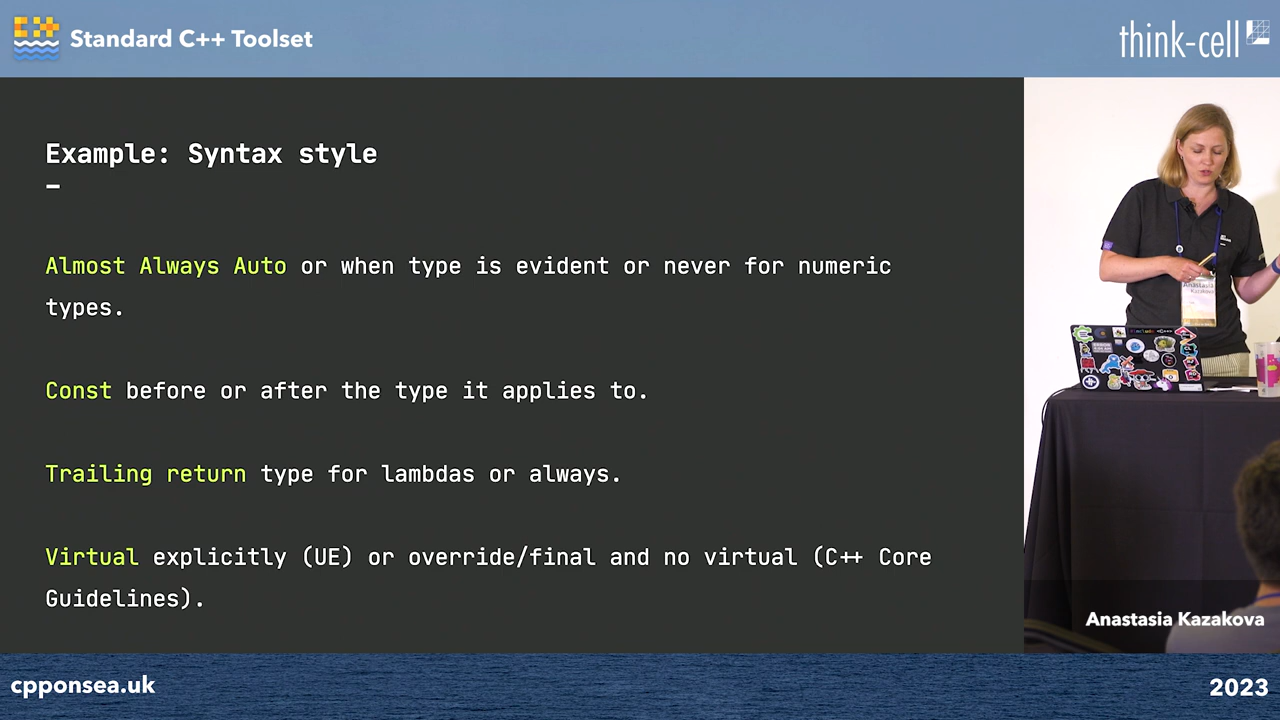 C++
Standard C++ Toolset
think-cell
Example: Syntax style
Almost Always Auto or when type is evident or never for numeric
types.
Const before or after the type it applies to.
Trailing return type for lambdas or always.
Virtual explicitly (UE) or override/final and no virtual (C++ Core
Guidelines).
Anastasia
Kazakova
Anastasia Kazakova
cpponsea.uk
2023